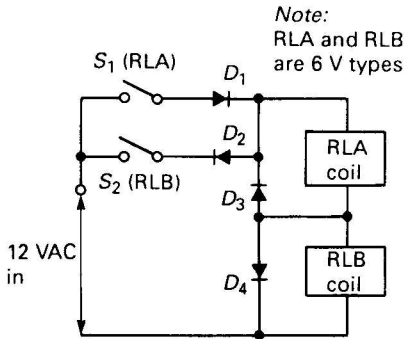 Note:
RLA and RLB
are 6 V types
S₁ (RLA)
D₁
D₂
S₂ (RLB)
D₃
RLA
coil
12 VAC
in
D₄
RLB
coil